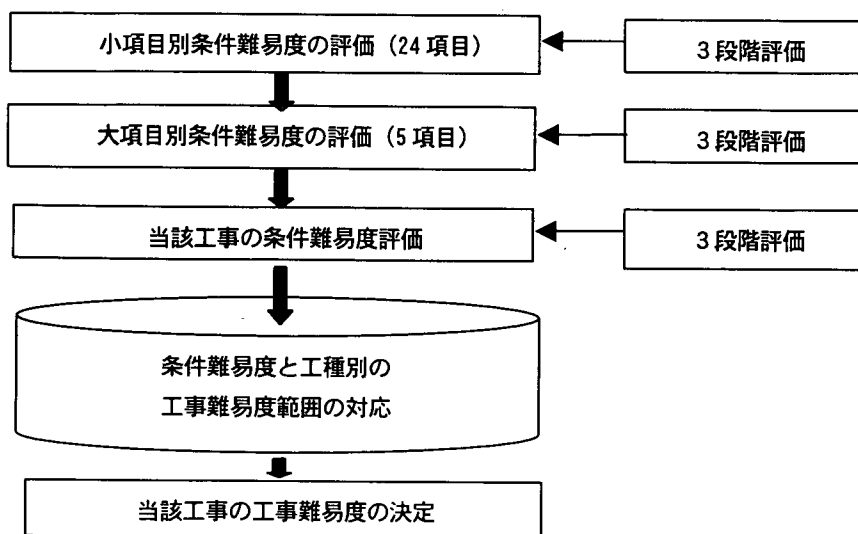 小項目別条件難易度の評価（24 項目）
３段階評価
大項目別条件難易度の評価（5 項目）
３段階評価
当該工事の条件難易度評価
３段階評価
条件難易度と工種別の
工事難易度範囲の対応
当該工事の工事難易度の決定